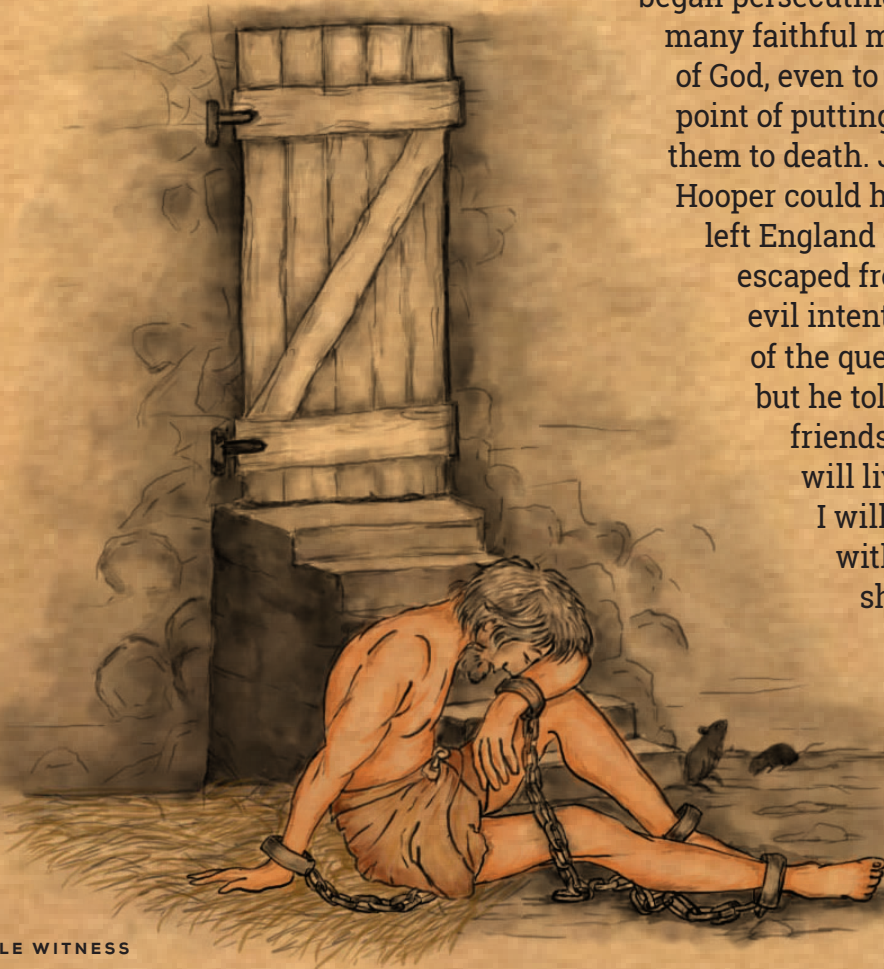 began persecuting
many faithful m
of God, even to
point of putting
them to death. J
Hooper could h
left England
escaped fr
evil intent
of the que
but he tol
friends
will li
I will
with
sh
LE WITNESS